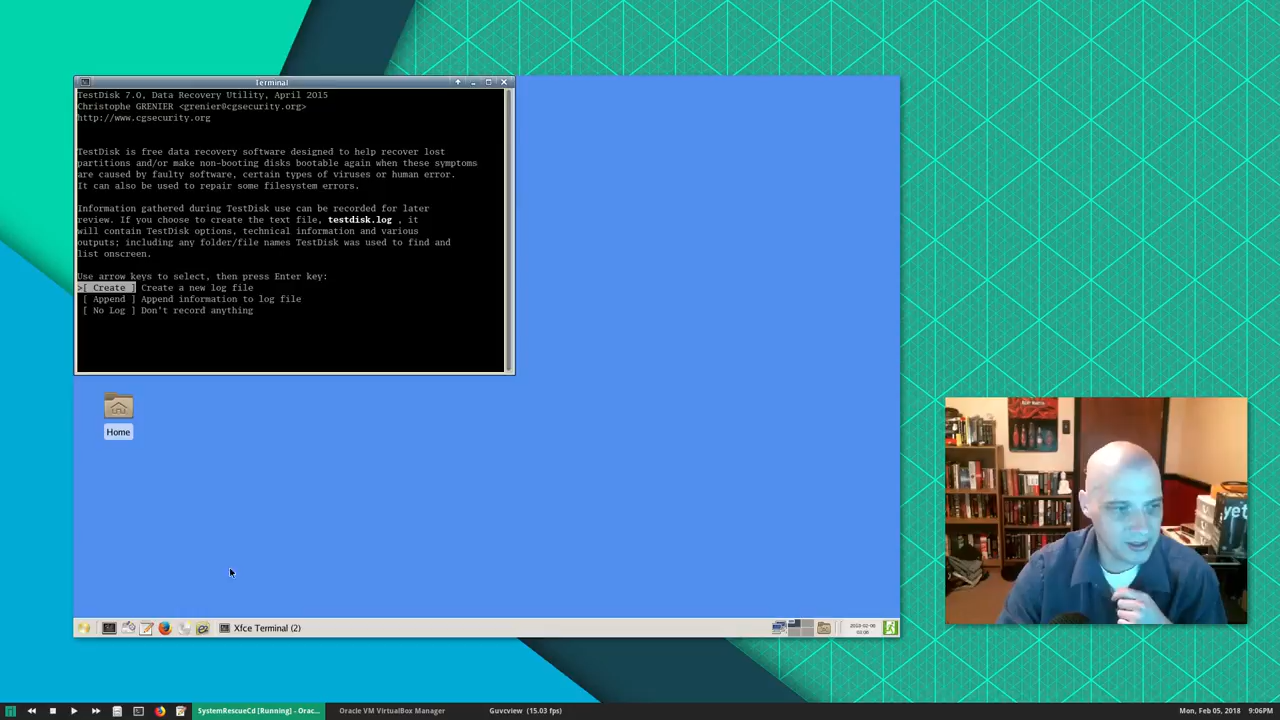 Terminal
TestDisk 7.0, Data Recovery Utility, April 2015
Christophe GRENIER <grenier@cgsecurity.org>
http://www.cgsecurity.org
TestDisk is free data recovery software designed to help recover lost
partitions and/or make non-booting disks bootable again when these symptoms
are caused by faulty software, certain types of viruses or human error.
It can also be used to repair some filesystem errors.
Information gathered during TestDisk use can be recorded for later
review. If you choose to create the text file, testdisk.log , it
will contain TestDisk options, technical information and various
outputs; including any folder/file names TestDisk was used to find and
list onscreen.
Use arrow keys to select, then press Enter key:
>[ Create ] Create a new log file
[ Append ] Append information to log file
[ No Log ] Don't record anything
Home
yet
Xfce Terminal (2)
SystemRescueCd [Running] - Orac...
Oracle VM VirtualBox Manager
Guvcview (15.03 fps)
Mon, Feb 05, 2018
9:06PM